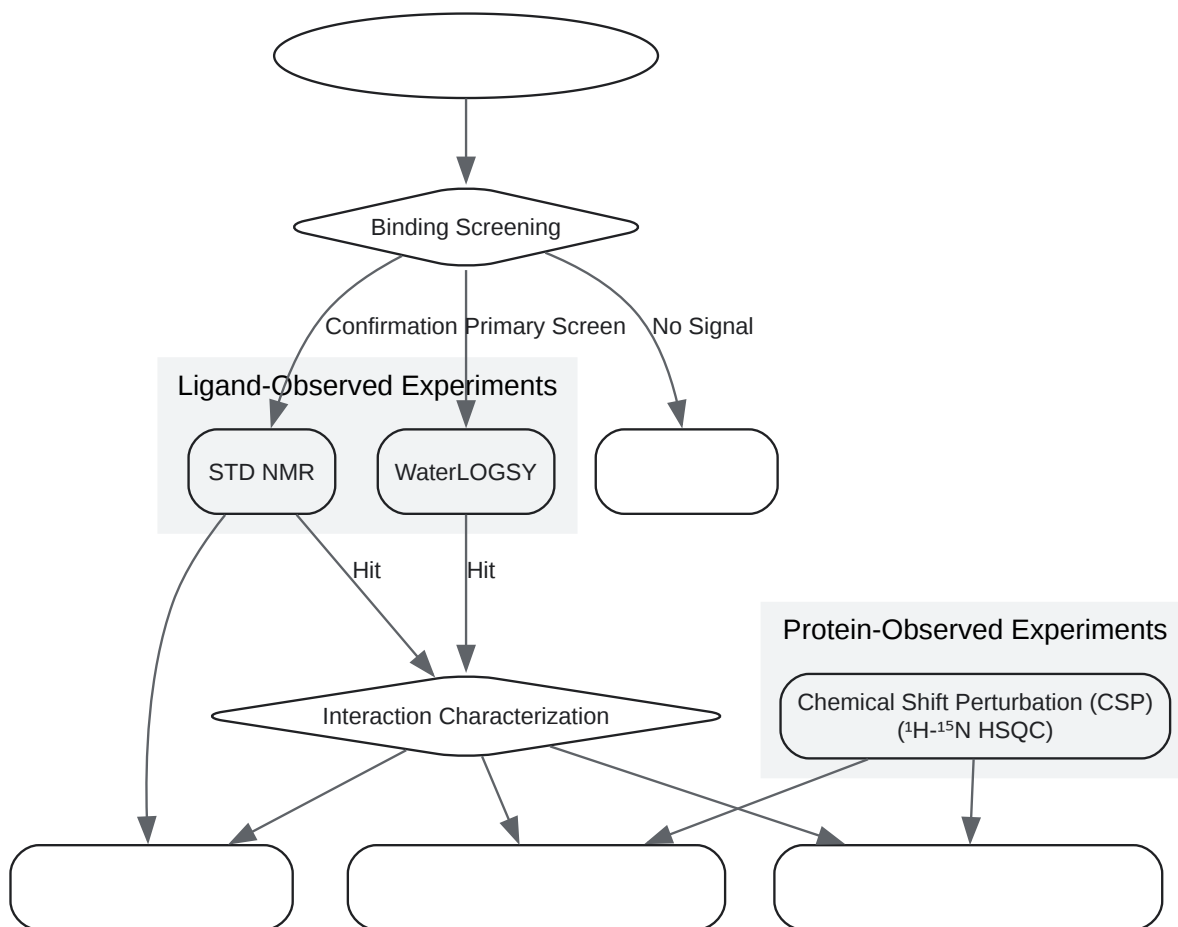 Binding Screening
Confirmation
Primary Screen
No Signal
Ligand-Observed Experiments
STD NMR
WaterLOGSY
Hit
Hit
Protein-Observed Experiments
Chemical Shift Perturbation (CSP)
(¹H-¹⁵N HSQC)
Interaction Characterization